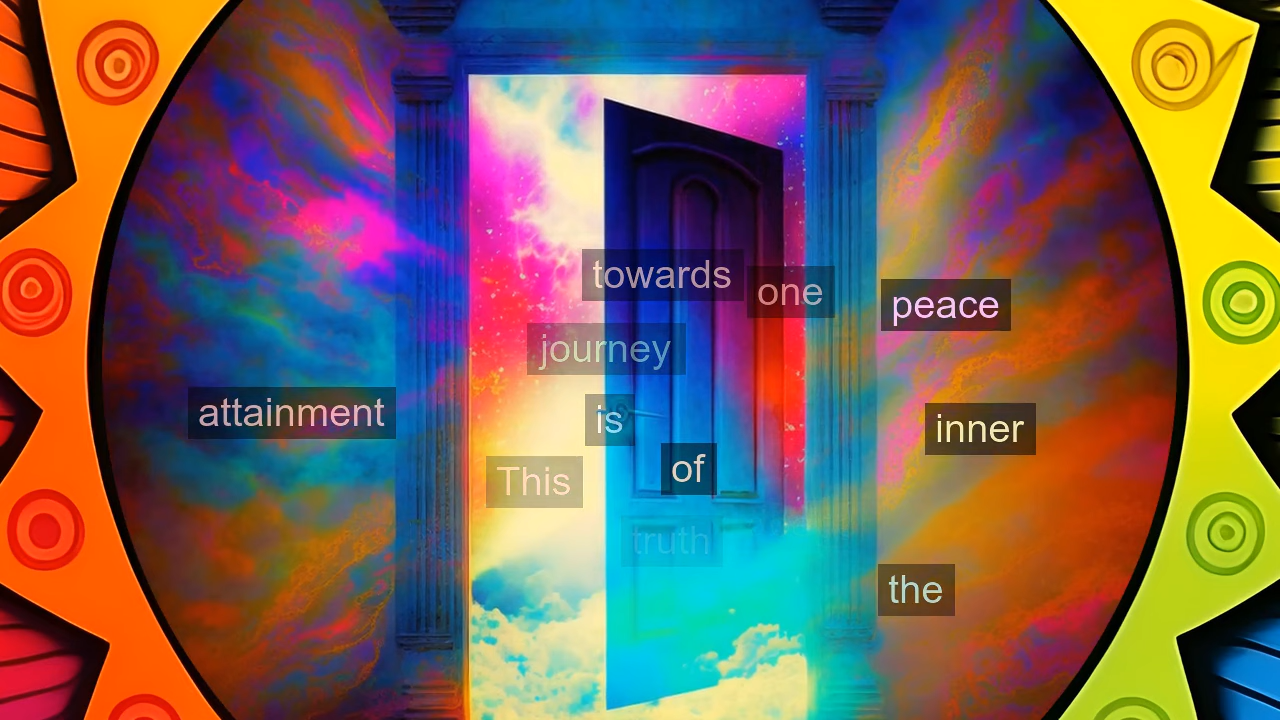 towards
one
peace
journey
attainment
is
inner
of
This
truth
the